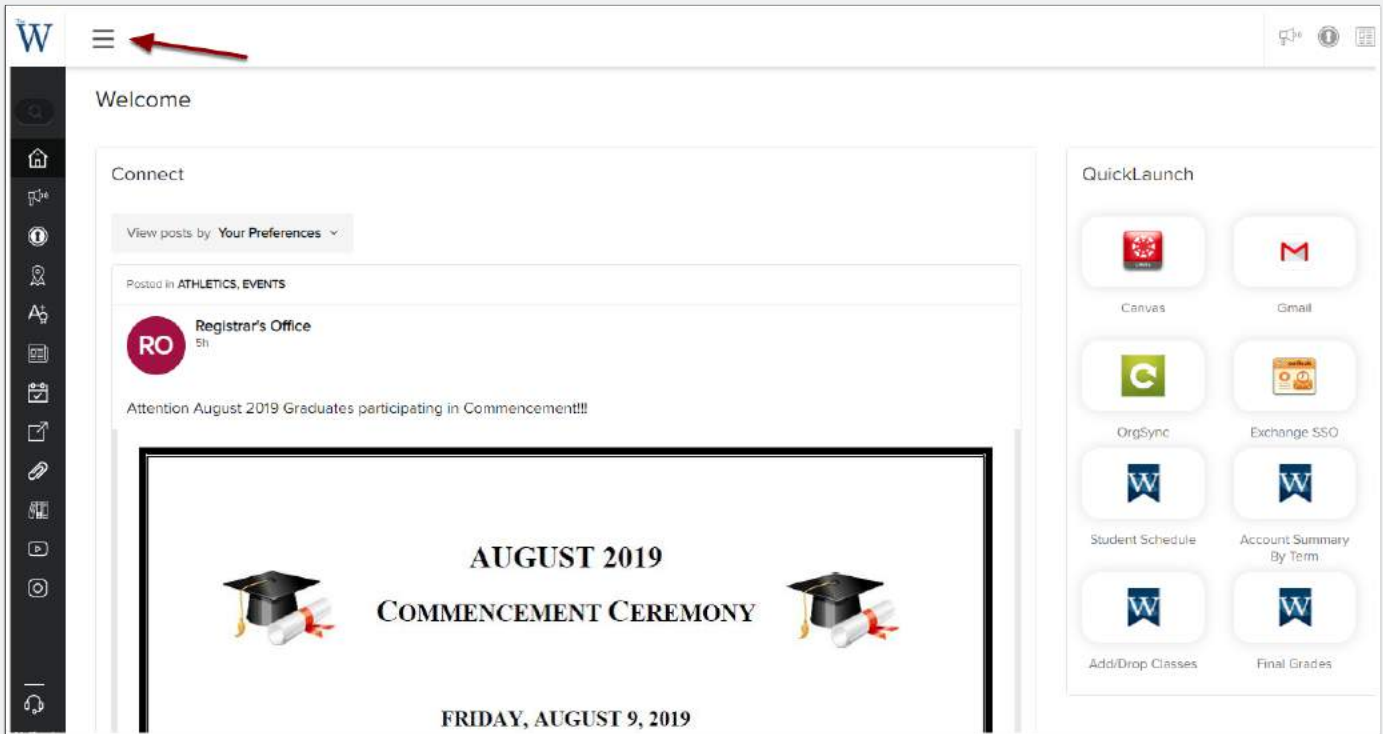 The
W
Welcome
Connect
View posts by Your Preferences
Posted in ATHLETICS, EVENTS
RO
Registrar's Office
5h
Attention August 2019 Graduates participating in Commencement!!!
AUGUST 2019
COMMENCEMENT CEREMONY
FRIDAY, AUGUST 9, 2019
QuickLaunch
Canvas
Gmail
OrgSync
Exchange SSO
W
W
Student Schedule
Account Summary
By Term
W
W
Add/Drop Classes
Final Grades